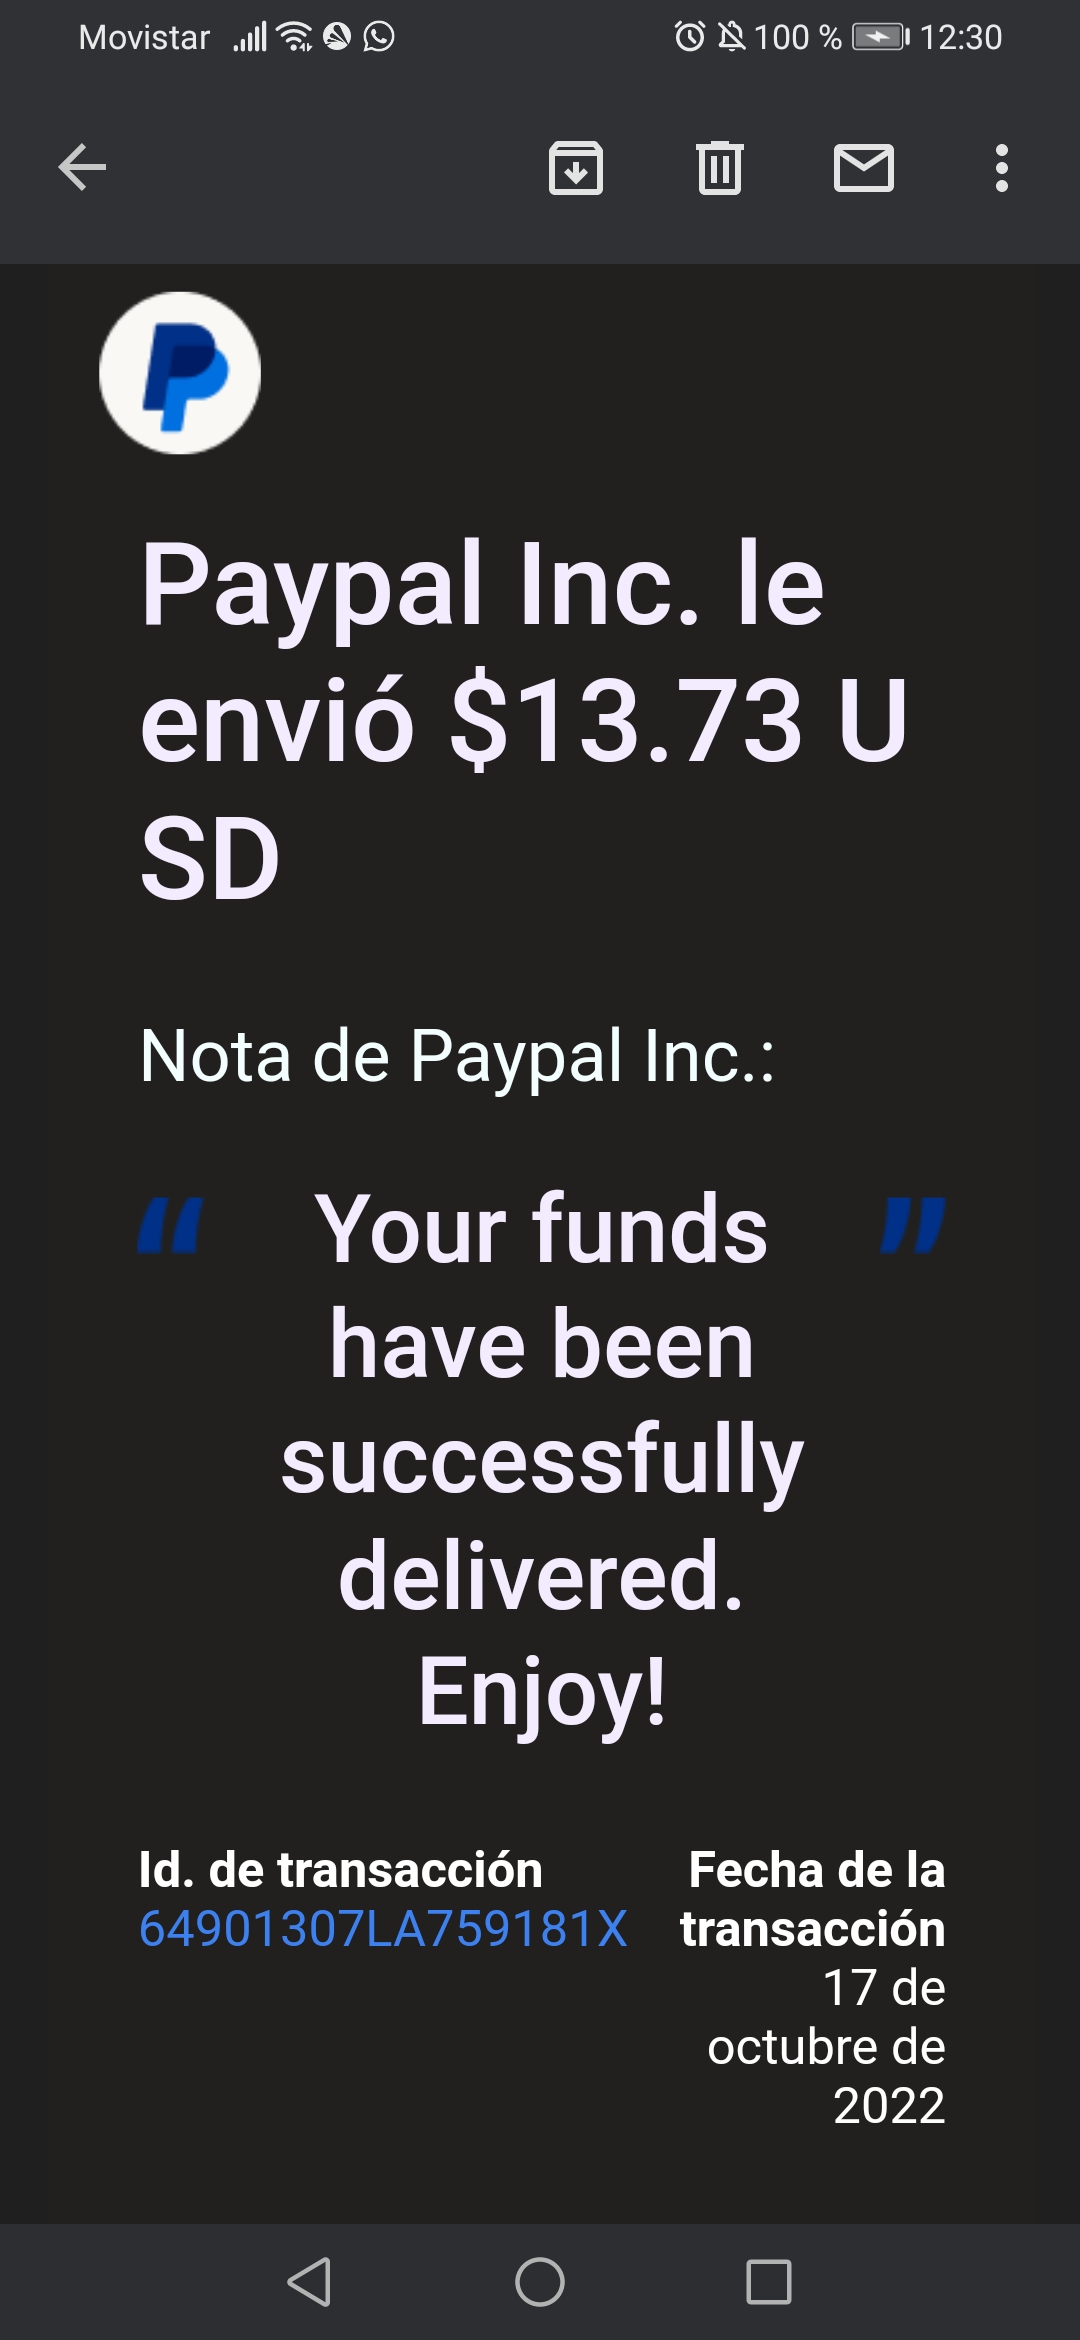 Movistar 100 % 12:30
Paypal Inc. le
envió $13.73 U
SD
Nota de Paypal Inc.:
“ Your funds ”
have been
successfully
delivered.
Enjoy!
Id. de transacción
64901307LA759181X
Fecha de la
transacción
17 de
octubre de
2022